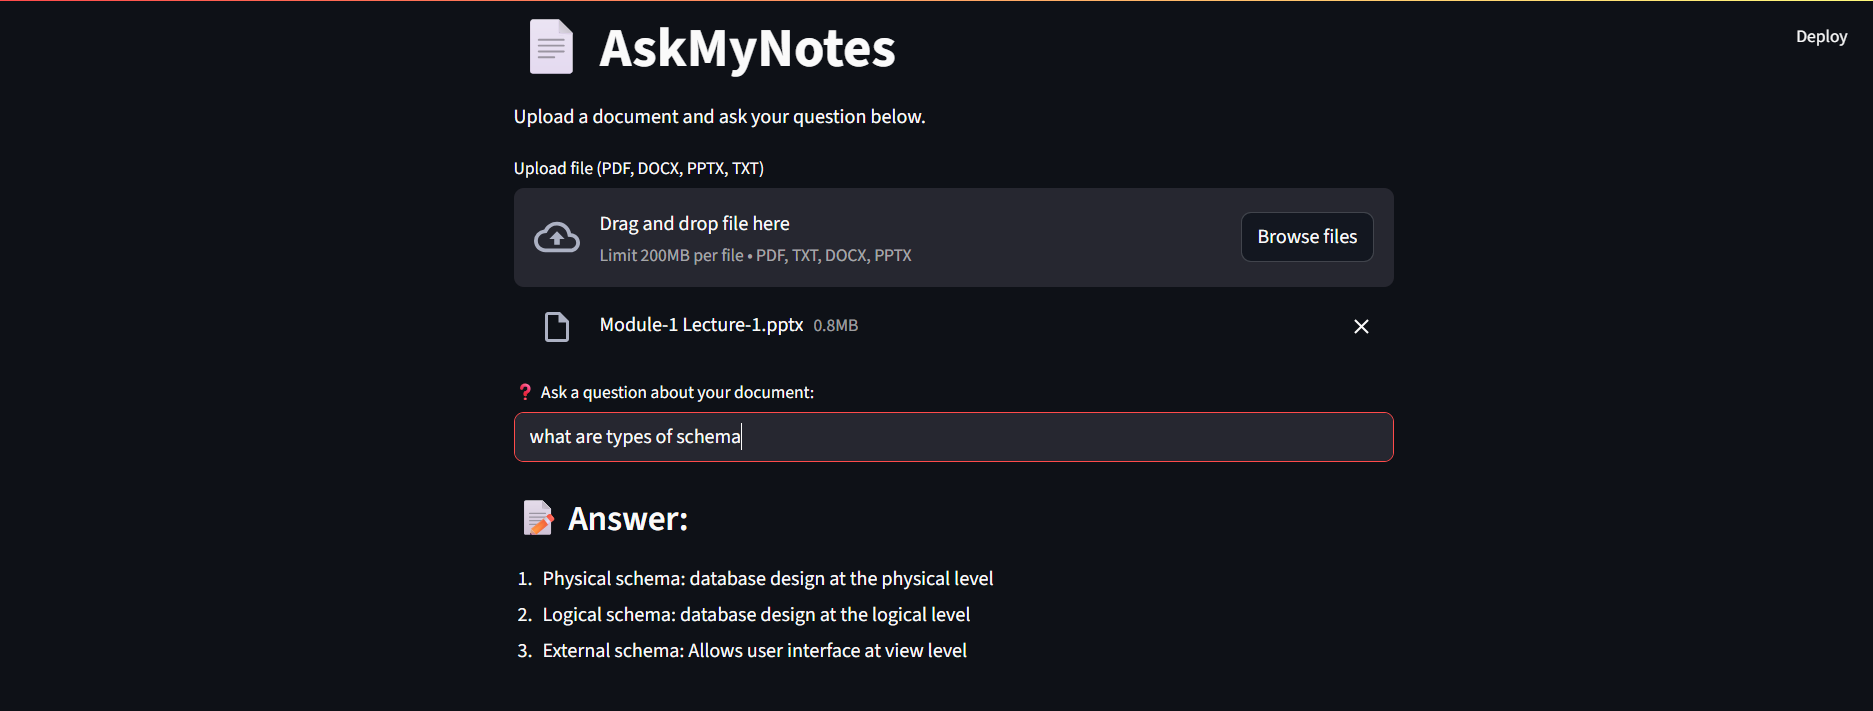 AskMyNotes
Deploy
Upload a document and ask your question below.
Upload file (PDF, DOCX, PPTX, TXT)
Drag and drop file here
Limit 200MB per file • PDF, TXT, DOCX, PPTX
Browse files
Module-1 Lecture-1.pptx 0.8MB
❓ Ask a question about your document:
what are types of schema
Answer:
1. Physical schema: database design at the physical level
2. Logical schema: database design at the logical level
3. External schema: Allows user interface at view level